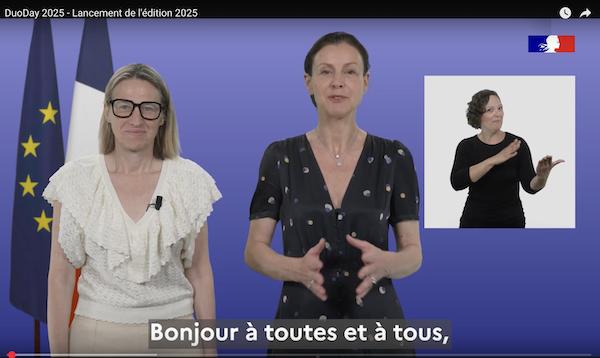 DuoDay 2025 - Lancement de l'édition 2025
Bonjour à toutes et à tous,